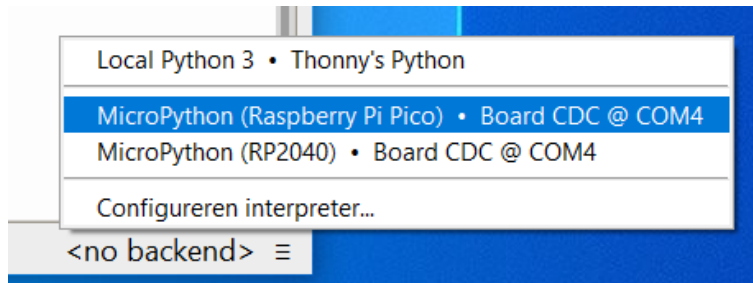 Local Python 3 • Thonny's Python
MicroPython (Raspberry Pi Pico) • Board CDC @ COM4
MicroPython (RP2040) • Board CDC @ COM4
Configureren interpreter...
<no backend> ≡